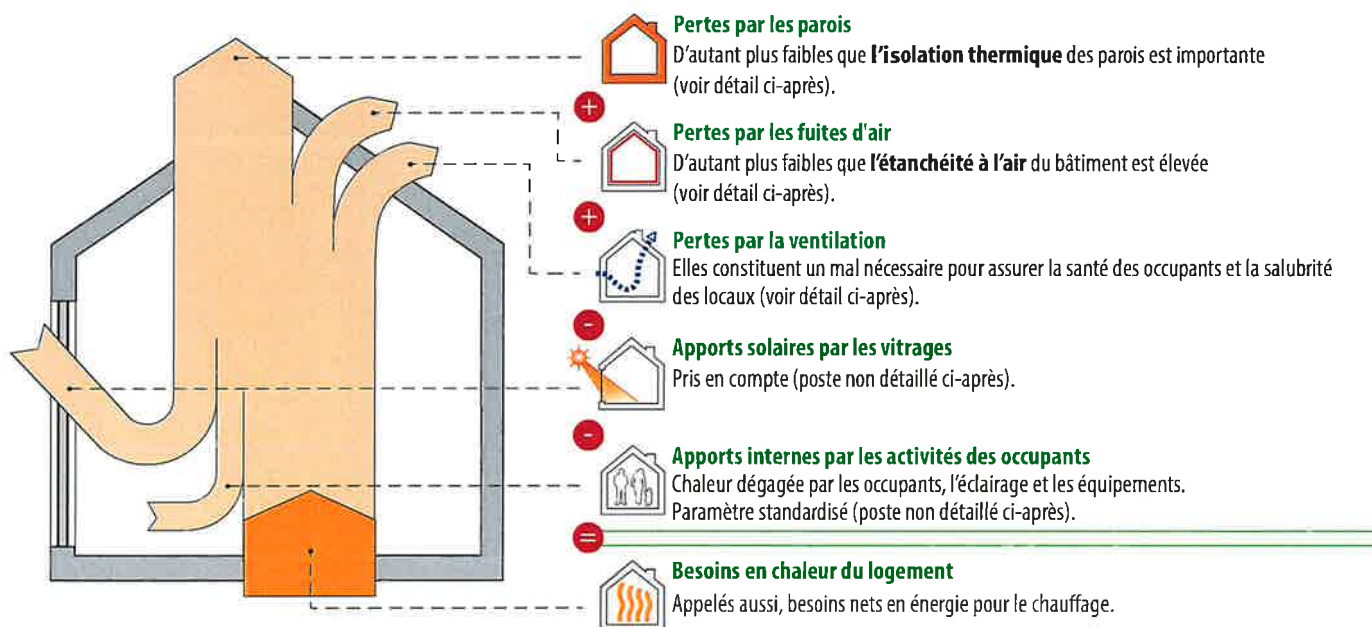 Pertes par les parois
D'autant plus faibles que l'isolation thermique des parois est importante
(voir détail ci-après).
+
Pertes par les fuites d'air
D'autant plus faibles que l'étanchéité à l'air du bâtiment est élevée
(voir détail ci-après).
+
Pertes par la ventilation
Elles constituent un mal nécessaire pour assurer la santé des occupants et la salubrité
des locaux (voir détail ci-après).
-
Apports solaires par les vitrages
Pris en compte (poste non détaillé ci-après).
-
Apports internes par les activités des occupants
Chaleur dégagée par les occupants, l'éclairage et les équipements.
Paramètre standardisé (poste non détaillé ci-après).
=
Besoins en chaleur du logement
Appelés aussi, besoins nets en énergie pour le chauffage.